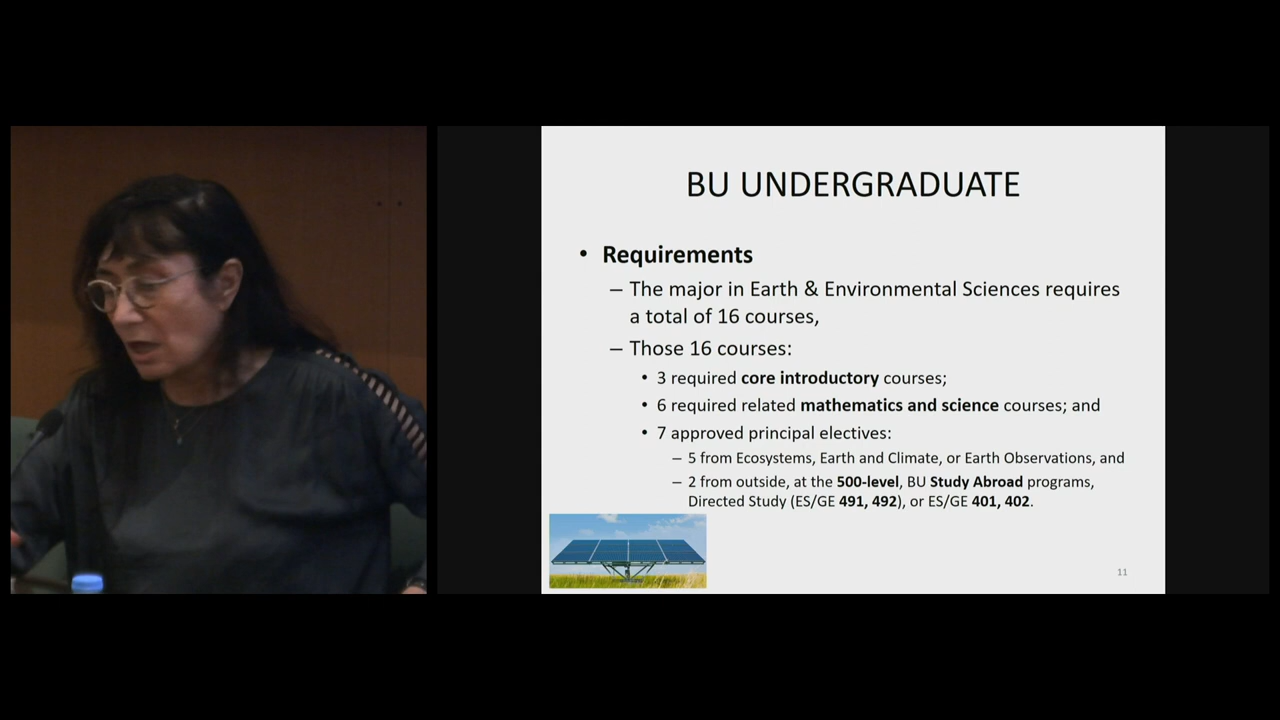 BU UNDERGRADUATE
• Requirements
– The major in Earth & Environmental Sciences requires
a total of 16 courses,
– Those 16 courses:
• 3 required core introductory courses;
• 6 required related mathematics and science courses; and
• 7 approved principal electives:
– 5 from Ecosystems, Earth and Climate, or Earth Observations, and
– 2 from outside, at the 500-level, BU Study Abroad programs,
Directed Study (ES/GE 491, 492), or ES/GE 401, 402.
11